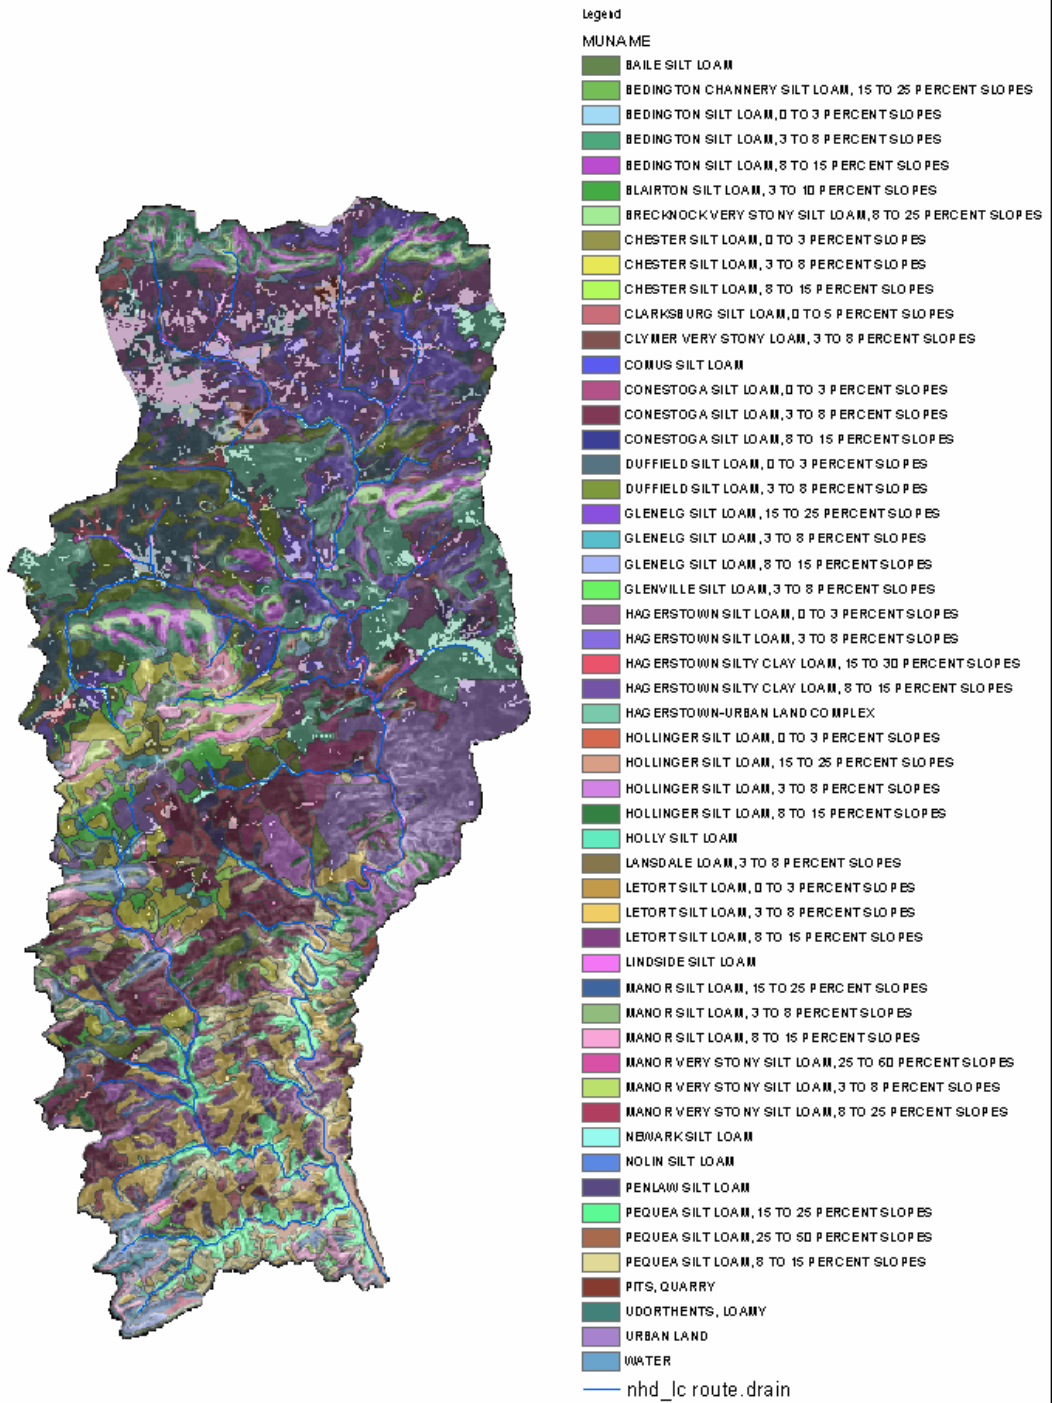 Legend
MUNAME
BAILE SILT LOAM
BEDINGTON CHANNERY SILT LOAM, 15 TO 25 PERCENT SLOPES
BEDINGTON SILT LOAM, 0 TO 3 PERCENT SLOPES
BEDINGTON SILT LOAM, 3 TO 8 PERCENT SLOPES
BEDINGTON SILT LOAM, 8 TO 15 PERCENT SLOPES
BLAIRTON SILT LOAM, 3 TO 10 PERCENT SLOPES
BRECKNOCK VERY STONY SILT LOAM, 8 TO 25 PERCENT SLOPES
CHESTER SILT LOAM, 0 TO 3 PERCENT SLOPES
CHESTER SILT LOAM, 3 TO 8 PERCENT SLOPES
CHESTER SILT LOAM, 8 TO 15 PERCENT SLOPES
CLARKSBURG SILT LOAM, 0 TO 5 PERCENT SLOPES
CLYMER VERY STONY LOAM, 3 TO 8 PERCENT SLOPES
COMUS SILT LOAM
CONESTOGA SILT LOAM, 0 TO 3 PERCENT SLOPES
CONESTOGA SILT LOAM, 3 TO 8 PERCENT SLOPES
CONESTOGA SILT LOAM, 8 TO 15 PERCENT SLOPES
DUFFIELD SILT LOAM, 0 TO 3 PERCENT SLOPES
DUFFIELD SILT LOAM, 3 TO 8 PERCENT SLOPES
GLENELG SILT LOAM, 15 TO 25 PERCENT SLOPES
GLENELG SILT LOAM, 3 TO 8 PERCENT SLOPES
GLENELG SILT LOAM, 8 TO 15 PERCENT SLOPES
GLENVILLE SILT LOAM, 3 TO 8 PERCENT SLOPES
HAGERSTOWN SILT LOAM, 0 TO 3 PERCENT SLOPES
HAGERSTOWN SILT LOAM, 3 TO 8 PERCENT SLOPES
HAGERSTOWN SILTY CLAY LOAM, 15 TO 30 PERCENT SLOPES
HAGERSTOWN SILTY CLAY LOAM, 8 TO 15 PERCENT SLOPES
HAGERSTOWN-URBAN LAND COMPLEX
HOLLINGER SILT LOAM, 0 TO 3 PERCENT SLOPES
HOLLINGER SILT LOAM, 15 TO 25 PERCENT SLOPES
HOLLINGER SILT LOAM, 3 TO 8 PERCENT SLOPES
HOLLINGER SILT LOAM, 8 TO 15 PERCENT SLOPES
HOLLY SILT LOAM
LANSDALE LOAM, 3 TO 8 PERCENT SLOPES
LETORT SILT LOAM, 0 TO 3 PERCENT SLOPES
LETORT SILT LOAM, 3 TO 8 PERCENT SLOPES
LETORT SILT LOAM, 8 TO 15 PERCENT SLOPES
LINDSIDE SILT LOAM
MANOR SILT LOAM, 15 TO 25 PERCENT SLOPES
MANOR SILT LOAM, 3 TO 8 PERCENT SLOPES
MANOR SILT LOAM, 8 TO 15 PERCENT SLOPES
MANOR VERY STONY SILT LOAM, 25 TO 60 PERCENT SLOPES
MANOR VERY STONY SILT LOAM, 3 TO 8 PERCENT SLOPES
MANOR VERY STONY SILT LOAM, 8 TO 25 PERCENT SLOPES
NEWARK SILT LOAM
NOLIN SILT LOAM
PENLAW SILT LOAM
PEQUEA SILT LOAM, 15 TO 25 PERCENT SLOPES
PEQUEA SILT LOAM, 25 TO 50 PERCENT SLOPES
PEQUEA SILT LOAM, 8 TO 15 PERCENT SLOPES
PITS, QUARRY
UDORTHENTS, LOAMY
URBAN LAND
WATER
nhd_lc route.drain